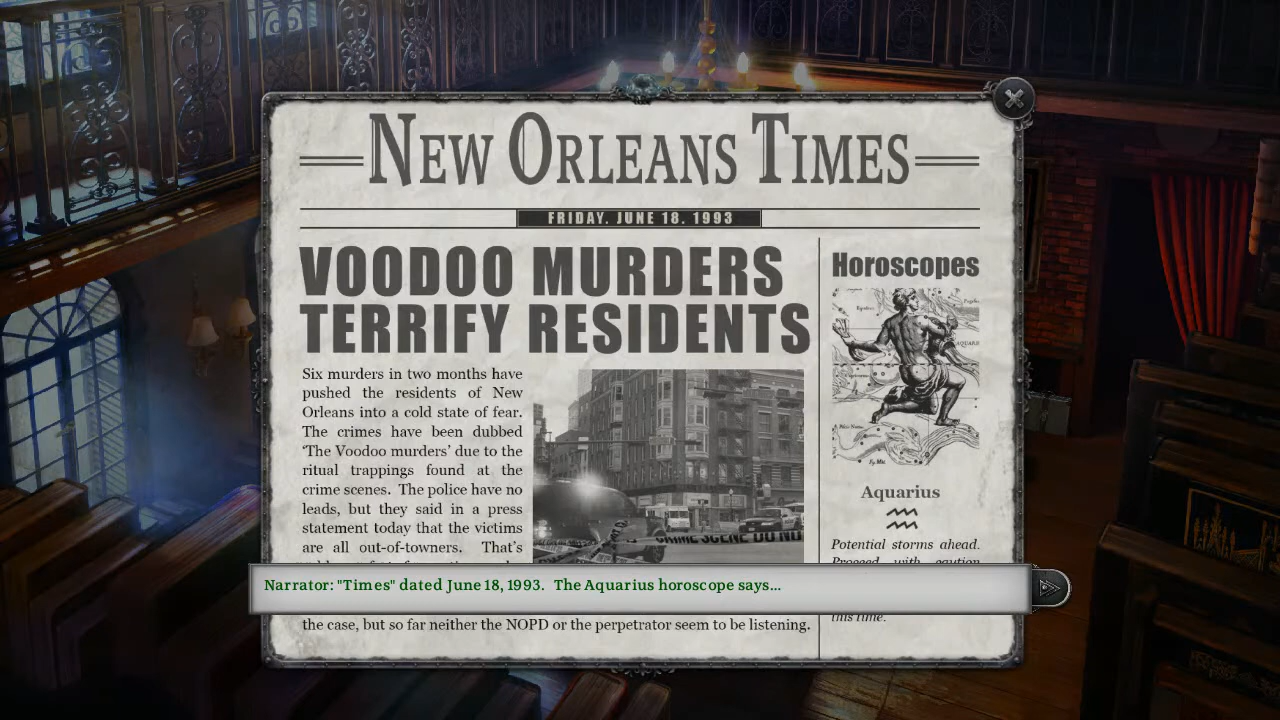 NEW ORLEANS TIMES
FRIDAY. JUNE 18. 1993
VOODOO MURDERS
TERRIFY RESIDENTS
Six murders in two months have
pushed the residents of New
Orleans into a cold state of fear.
The crimes have been dubbed
‘The Voodoo murders’ due to the
ritual trappings found at the
crime scenes.  The police have no
leads, but they said in a press
statement today that the victims
are all out-of-towners.  That’s
the case, but so far neither the NOPD or the perpetrator seem to be listening.
CRIME SCENE DO NO
Horoscopes
AQUARI
Aquarius
Potential storms ahead.
Proceed with caution
this time.
Narrator: "Times" dated June 18, 1993.  The Aquarius horoscope says...